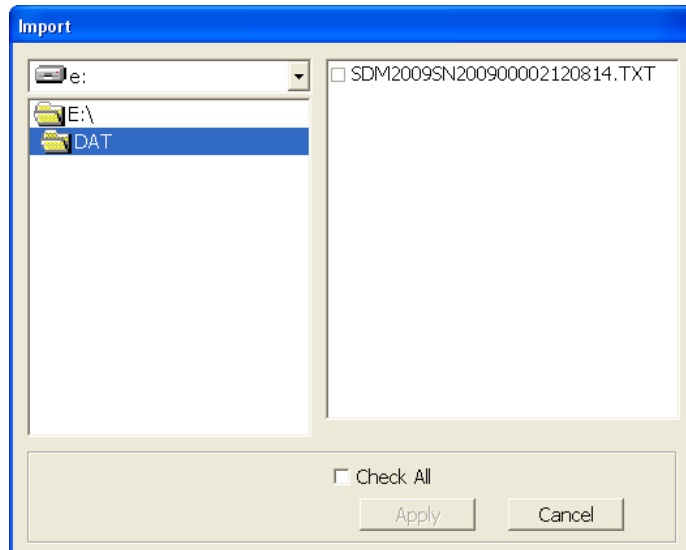 Import
e:
SDM2009SN200900002120814.TXT
E:\
DAT
Check All
Apply
Cancel